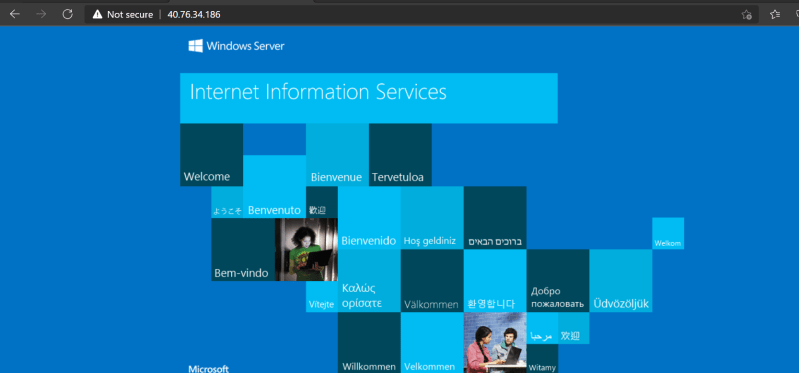 Not secure
40.76.34.186
Windows Server
Internet Information Services
Welcome
Bienvenue
Tervetuloa
ようこそ
Benvenuto
歡迎
Bienvenido
Hoş geldiniz
ברוכים הבאים
Welkom
Bem-vindo
Vítejte
Καλώς
ορίσατε
Välkommen
환영합니다
Добро
пожаловать
Üdvözöljük
مرحبا
欢迎
Willkommen
Velkommen
Witamy
Microsoft